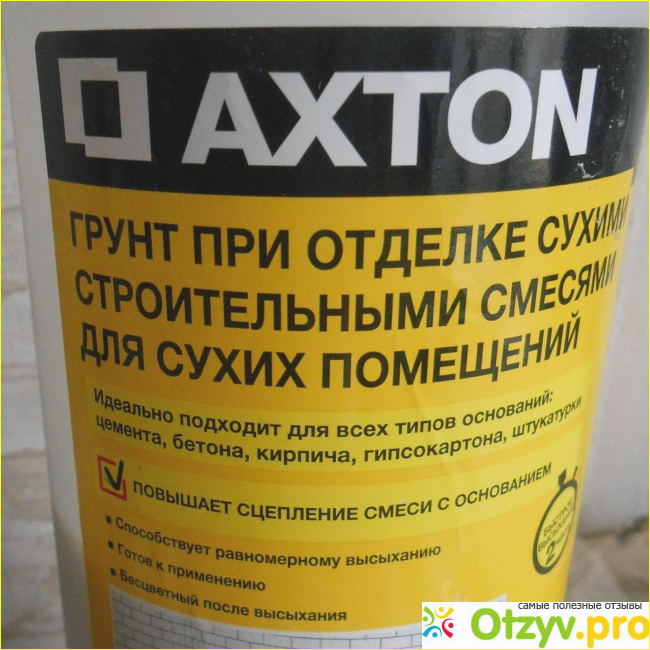 AXTON
ГРУНТ ПРИ ОТДЕЛКЕ СУХИМИ
СТРОИТЕЛЬНЫМИ СМЕСЯМИ
ДЛЯ СУХИХ ПОМЕЩЕНИЙ
Идеально подходит для всех типов оснований:
цемента, бетона, кирпича, гипсокартона, штукатурки
ПОВЫШАЕТ СЦЕПЛЕНИЕ СМЕСИ С ОСНОВАНИЕМ
Способствует равномерному высыханию
Готов к применению
Бесцветный после высыхания
2
самые полезные отзывы
Otzyv.pro